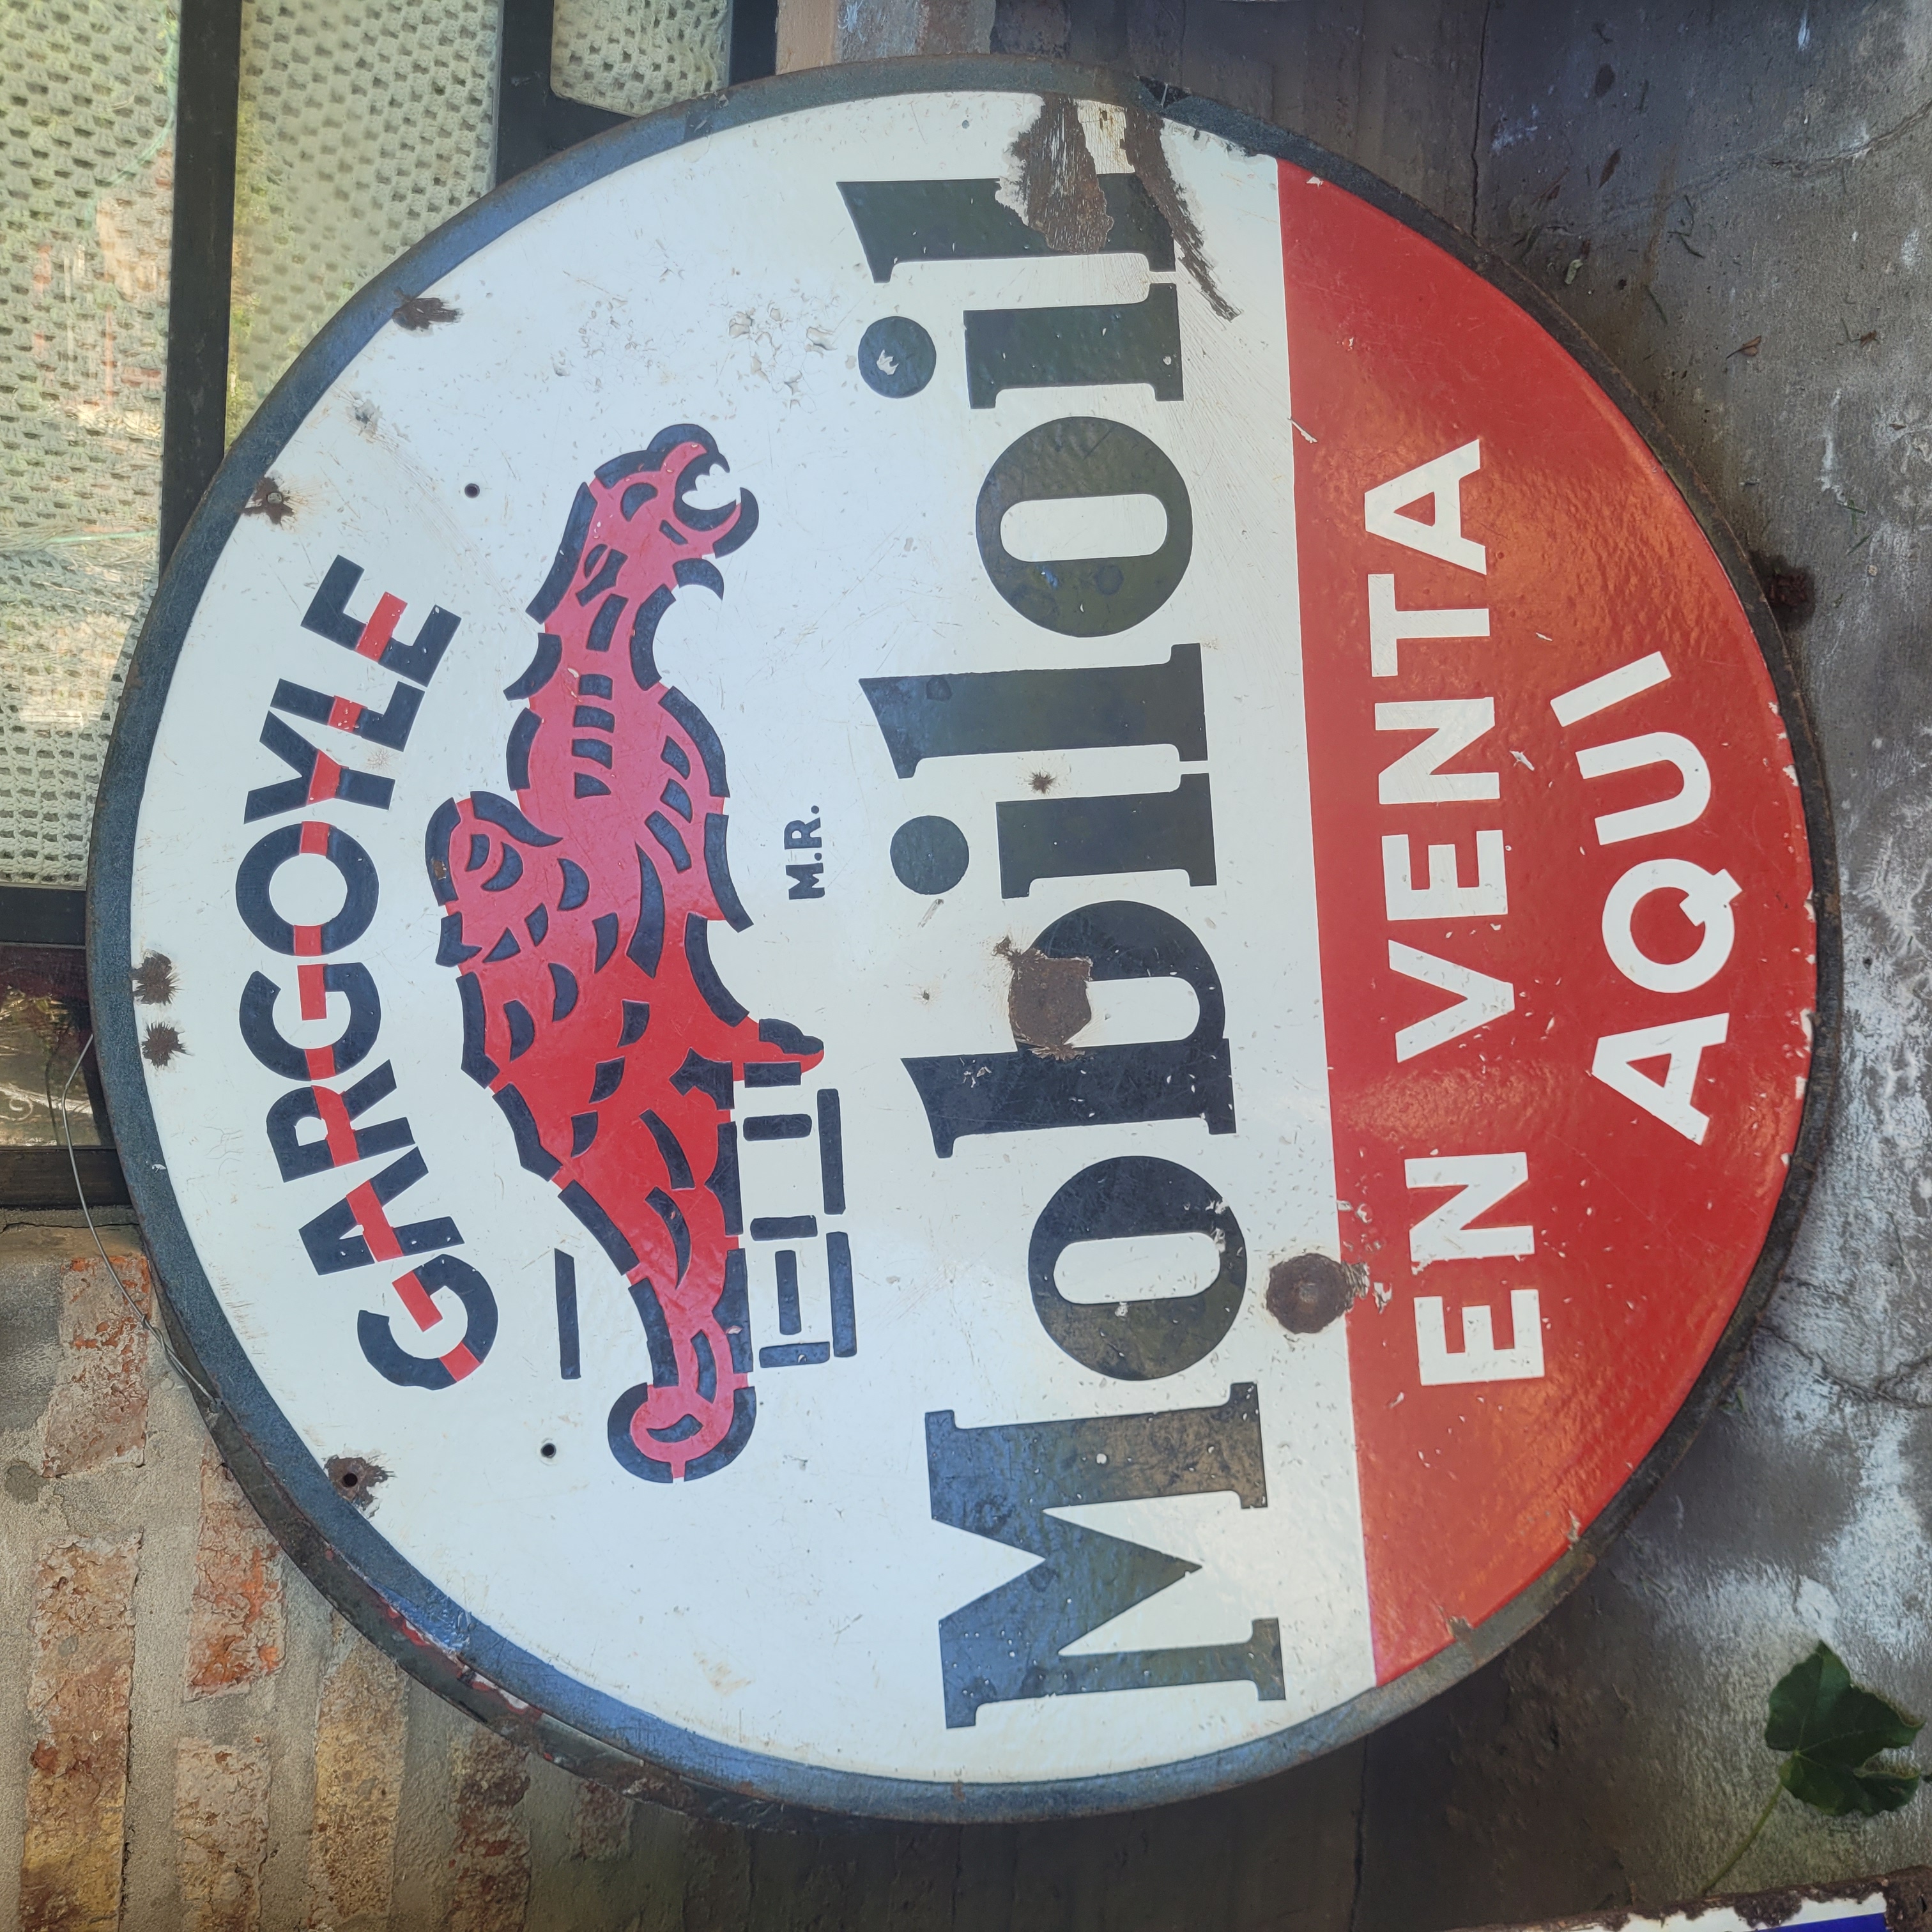 GARGOYLE
M.R.
Mobiloil
EN VENTA
AQUI